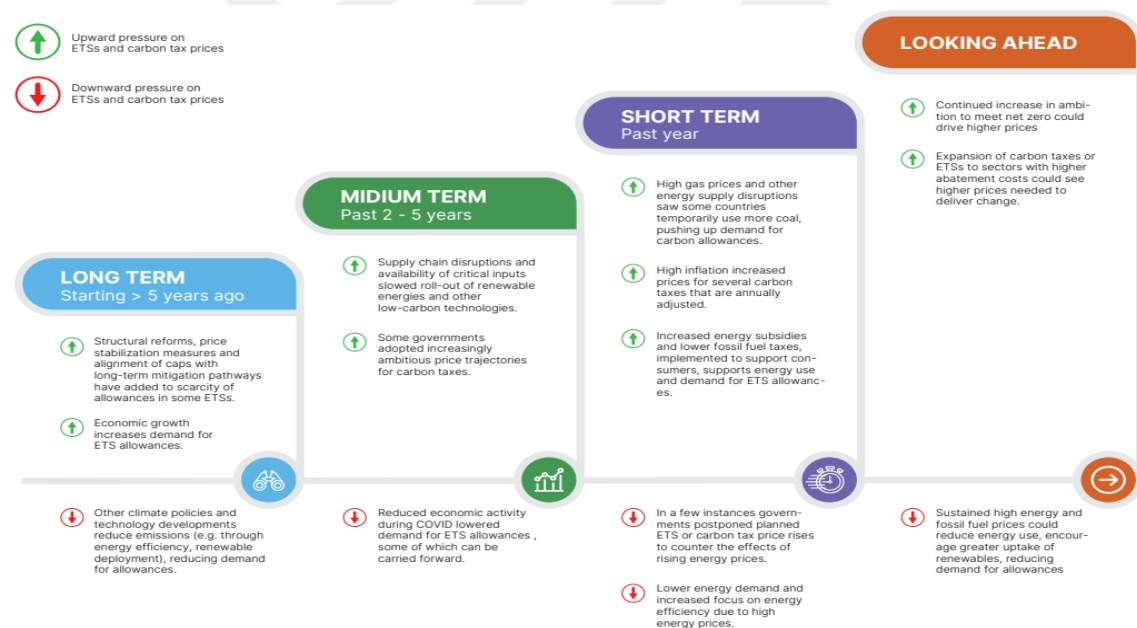 Upward pressure on
ETSs and carbon tax prices
Downward pressure on
ETSs and carbon tax prices
LONG TERM
Starting > 5 years ago
Structural reforms, price
stabilization measures and
alignment of caps with
long-term mitigation pathways
have added to scarcity of
allowances in some ETSs.
Economic growth
increases demand for
ETS allowances.
Other climate policies and
technology developments
reduce emissions (e.g. through
energy efficiency, renewable
deployment), reducing demand
for allowances.
MIDIUM TERM
Past 2 - 5 years
Supply chain disruptions and
availability of critical inputs
slowed roll-out of renewable
energies and other
low-carbon technologies.
Some governments
adopted increasingly
ambitious price trajectories
for carbon taxes.
Reduced economic activity
during COVID lowered
demand for ETS allowances ,
some of which can be
carried forward.
SHORT TERM
Past year
High gas prices and other
energy supply disruptions
saw some countries
temporarily use more coal,
pushing up demand for
carbon allowances.
High inflation increased
prices for several carbon
taxes that are annually
adjusted.
Increased energy subsidies
and lower fossil fuel taxes,
implemented to support con-
sumers, supports energy use
and demand for ETS allowanc-
es.
In a few instances govern-
ments postponed planned
ETS or carbon tax price rises
to counter the effects of
rising energy prices.
Lower energy demand and
increased focus on energy
efficiency due to high
energy prices.
LOOKING AHEAD
Continued increase in ambi-
tion to meet net zero could
drive higher prices
Expansion of carbon taxes or
ETSs to sectors with higher
abatement costs could see
higher prices needed to
deliver change.
Sustained high energy and
fossil fuel prices could
reduce energy use, encour-
age greater uptake of
renewables, reducing
demand for allowances